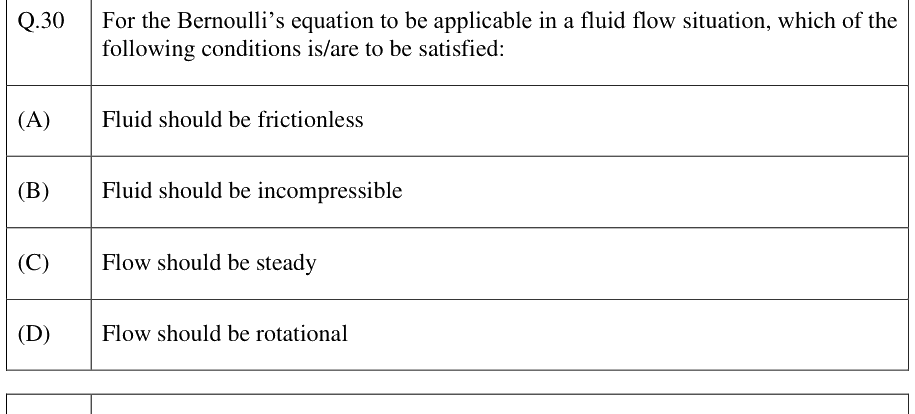 Q.30 For the Bernoulli’s equation to be applicable in a fluid flow situation, which of the
following conditions is/are to be satisfied:
(A) Fluid should be frictionless
(B) Fluid should be incompressible
(C) Flow should be steady
(D) Flow should be rotational